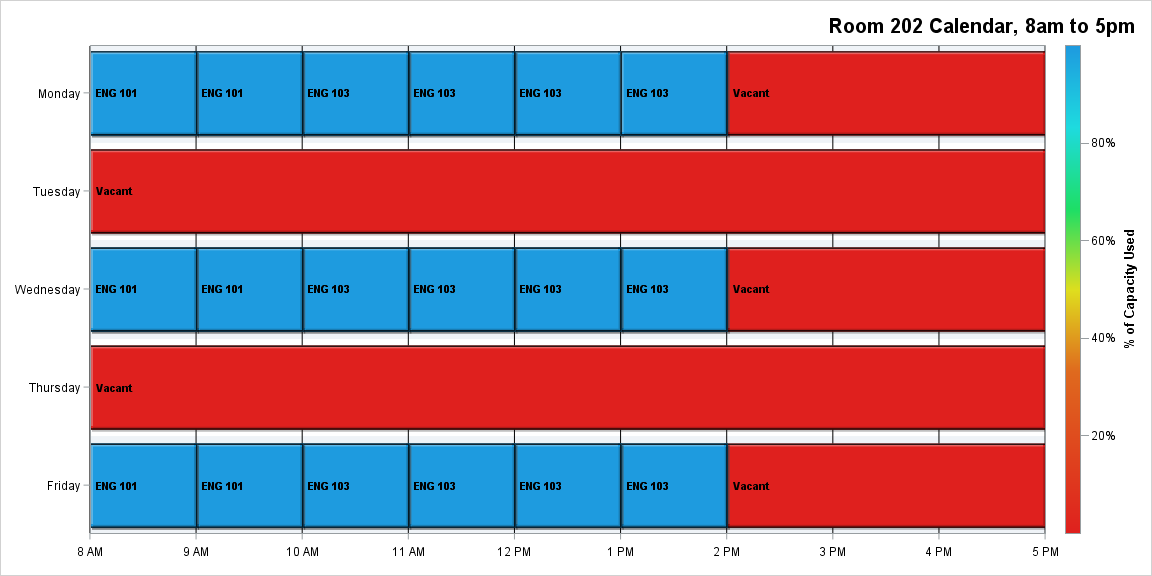 Room 202 Calendar, 8am to 5pm
Monday ENG 101 ENG 101 ENG 103 ENG 103 ENG 103 ENG 103 Vacant
80%
Tuesday Vacant
60%
% of Capacity Used
Wednesday ENG 101 ENG 101 ENG 103 ENG 103 ENG 103 ENG 103 Vacant
40%
Thursday Vacant
20%
Friday ENG 101 ENG 101 ENG 103 ENG 103 ENG 103 ENG 103 Vacant
8 AM 9 AM 10 AM 11 AM 12 PM 1 PM 2 PM 3 PM 4 PM 5 PM